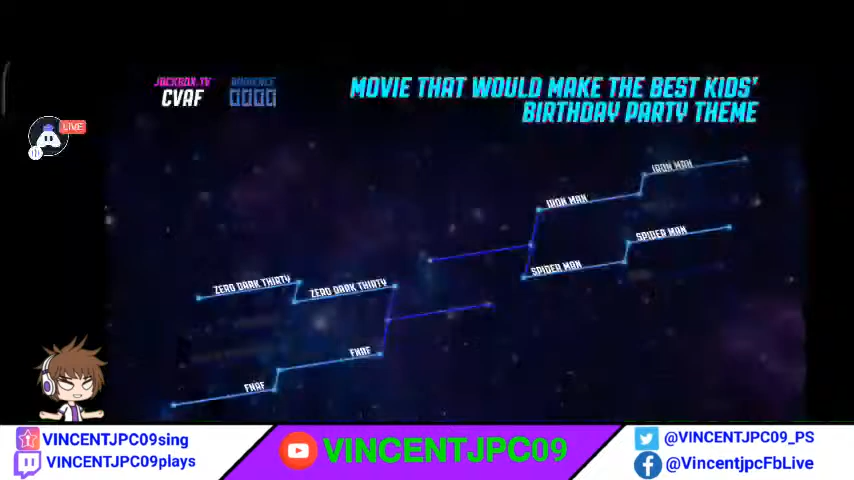 JACKBOX.TV
CVAF
AUDIENCE
MOVIE THAT WOULD MAKE THE BEST KIDS'
BIRTHDAY PARTY THEME
LIVE
IRON MAN
IRON MAN
SPIDER MAN
SPIDER MAN
ZERO DARK THIRTY
ZERO DARK THIRTY
FNAF
FNAF
VINCENTJPC09sing
VINCENTJPC09plays
VINCENTJPC09
@VINCENTJPC09_PS
@VincentjpcFbLive